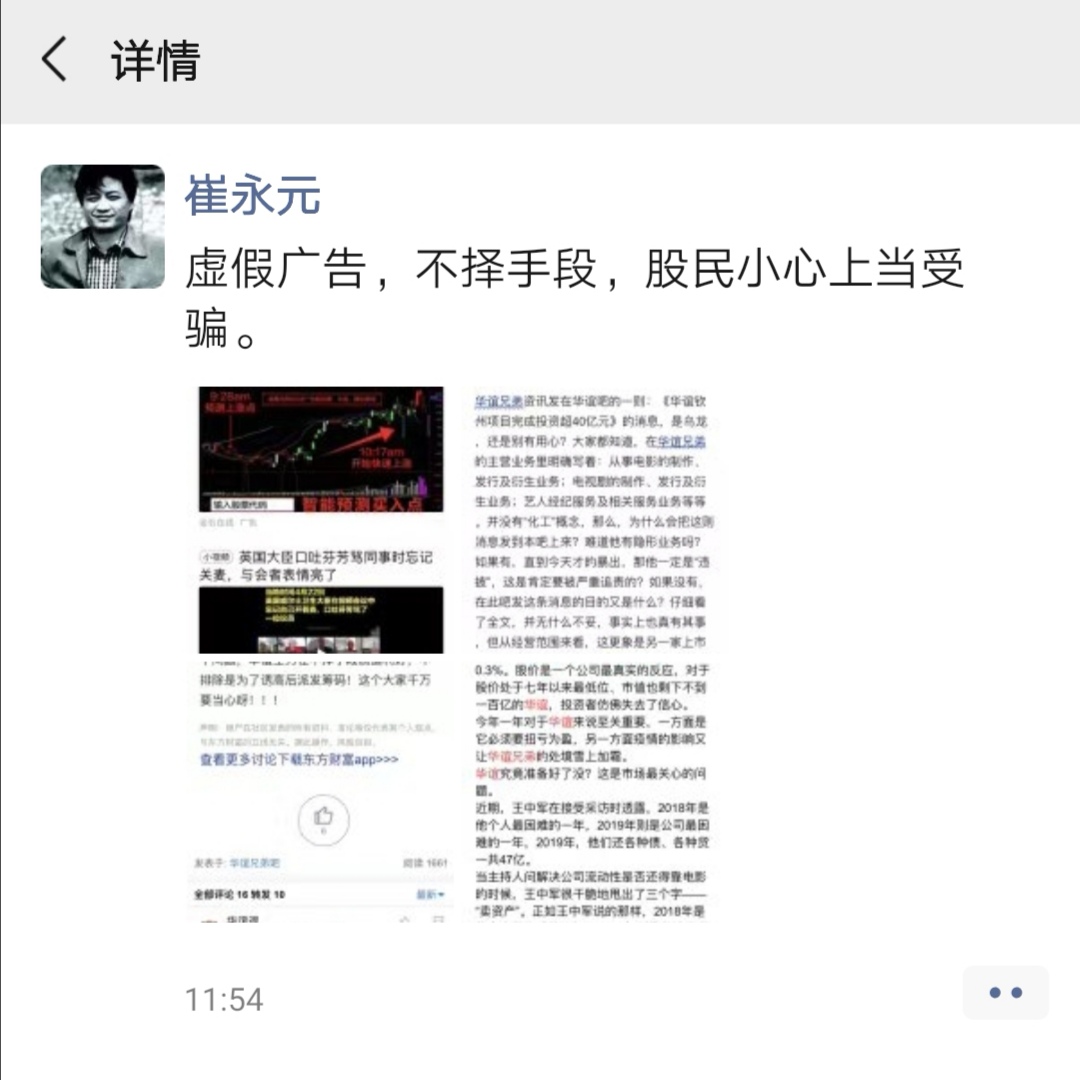 详情
崔永元
虚假广告，不择手段，股民小心上当受
骗。
9:28am
10:17am
开始快速上涨
输入股票代码
智能预测买入点
小视频 英国大臣口吐芬芳骂同事时忘记
关麦，与会者表情亮了
排除是为了诱高后派发筹码！这个大家千万
要当心呀！！！
查看更多讨论下载东方财富app>>>
发表于: 华谊兄弟吧
阅读 1661
全部评论 16 转发 10
最新
华谊兄弟资讯发在华谊吧的一则：《华谊钦
州项目完成投资超40亿元》的消息，是乌龙
，还是别有用心？大家都知道，在华谊兄弟
的主营业务里明确写着：从事电影的制作、
发行及衍生业务；电视剧的制作、发行及衍
生业务；艺人经纪服务及相关服务业务等等
，并没有“化工”概念，那么，为什么会把这则
消息发到本吧上来？难道他有隐形业务吗？
如果有，直到今天才的暴出，那他一定是“违
披”，这是肯定要被严重追责的？如果没有，
在此吧发这条消息的目的又是什么？仔细看
了全文，并无什么不妥，事实上也真有其事
，但从经营范围来看，这更象是另一家上市
0.3%。股价是一个公司最真实的反应，对于
股价处于七年以来最低位、市值也剩下不到
一百亿的华谊，投资者仿佛失去了信心。
今年一年对于华谊来说至关重要，一方面是
它必须要扭亏为盈，另一方面疫情的影响又
让华谊兄弟的处境雪上加霜。
华谊究竟准备好了没？这是市场最关心的问
题。
近期，王中军在接受采访时透露，2018年是
他个人最困难的一年，2019年则是公司最困
难的一年，2019年，他们还各种债、各种贷
一共47亿。
当主持人问解决公司流动性是否还得靠电影
的时候，王中军很干脆地甩出了三个字——
“卖资产”。正如王中军说的那样，2018年是
11:54